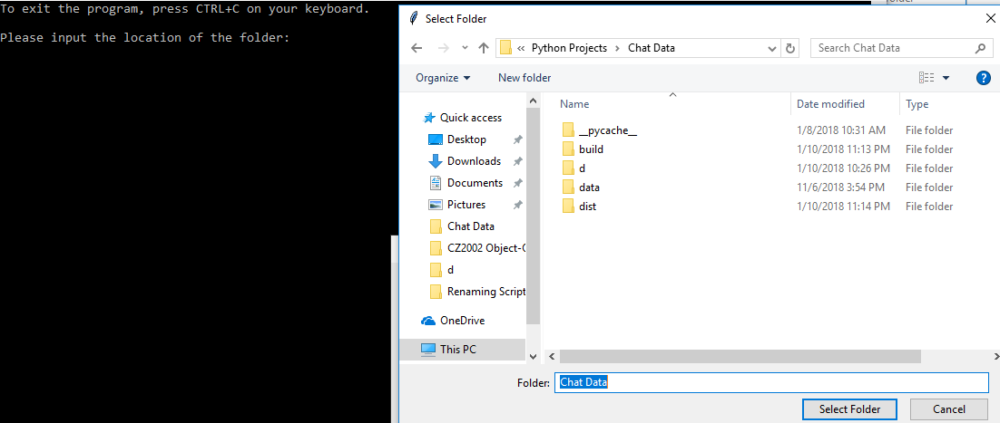 To exit the program, press CTRL+C on your keyboard.
Please input the location of the folder:
Select Folder
« Python Projects > Chat Data
Search Chat Data
Organize
New folder
?
Name Date modified Type
Quick access
Desktop
Downloads
Documents
Pictures
Chat Data
CZ2002 Object-
d
Renaming Script
OneDrive
This PC
__pycache__ 1/8/2018 10:31 AM File folder
build 1/10/2018 11:13 PM File folder
d 1/10/2018 10:26 PM File folder
data 11/6/2018 3:54 PM File folder
dist 1/10/2018 11:14 PM File folder
Folder: Chat Data
Select Folder
Cancel